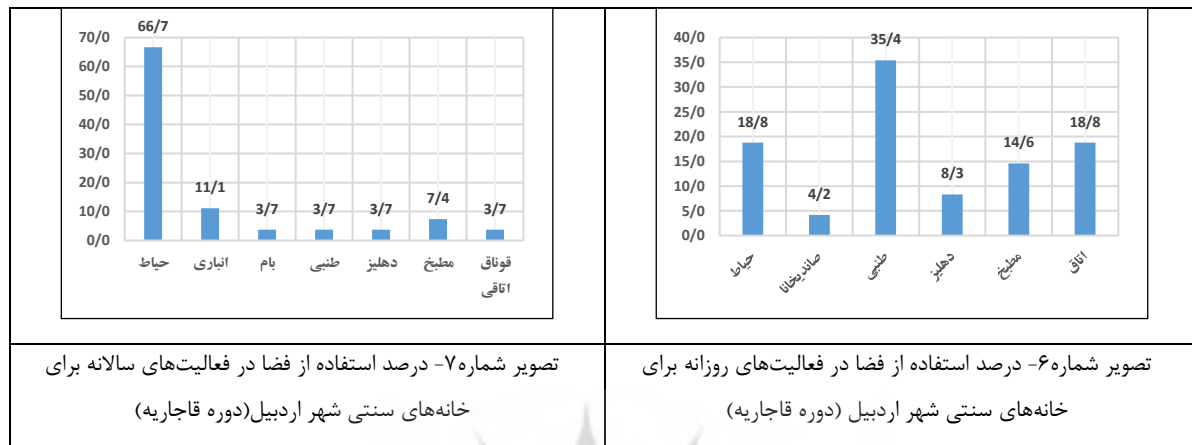 40/0
35/0
30/0
25/0
20/0
15/0
10/0
5/0
0/0
18/8
4/2
35/4
8/3
14/6
18/8
حیاط
صاندیخانا
طنبی
دهلیز
مطبخ
اتاق
تصویر شماره۶- درصد استفاده از فضا در فعالیت‌های روزانه برای
خانه‌های سنتی شهر اردبیل (دوره قاجاریه)
70/0
60/0
50/0
40/0
30/0
20/0
10/0
0/0
66/7
11/1
3/7
3/7
3/7
7/4
3/7
حیاط
انباری
بام
طنبی
دهلیز
مطبخ
قوناق
اتاقی
تصویر شماره۷- درصد استفاده از فضا در فعالیت‌های سالانه برای
خانه‌های سنتی شهر اردبیل(دوره قاجاریه)